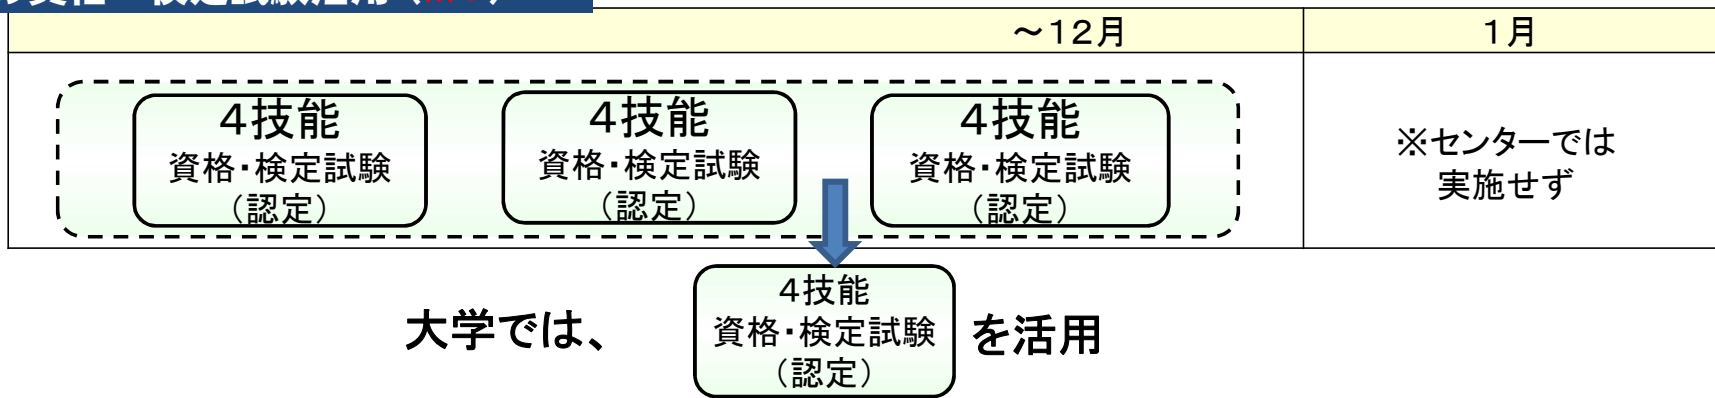 ~12月
1月
4技能
資格・検定試験
(認定)
4技能
資格・検定試験
(認定)
4技能
資格・検定試験
(認定)
※センターでは
実施せず
大学では、
4技能
資格・検定試験
(認定)
を活用